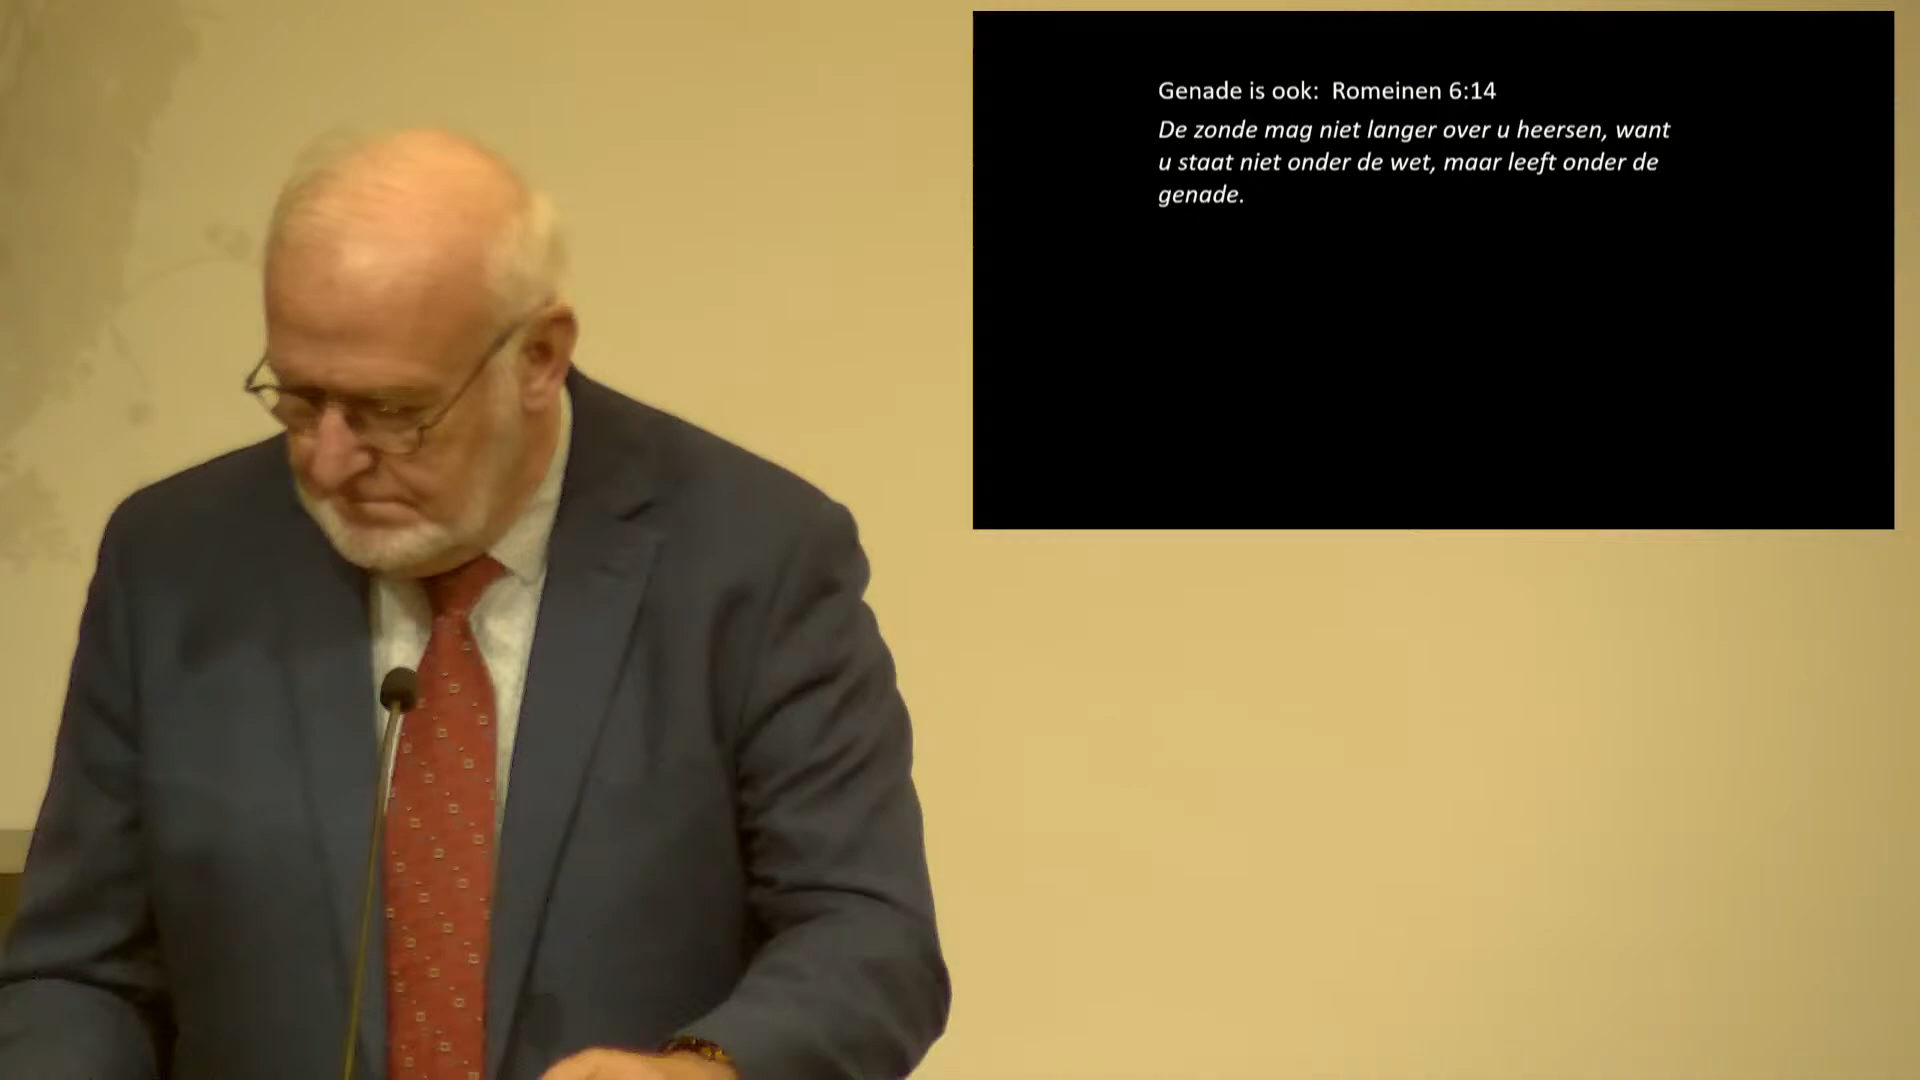 Genade is ook:  Romeinen 6:14
De zonde mag niet langer over u heersen, want
u staat niet onder de wet, maar leeft onder de
genade.